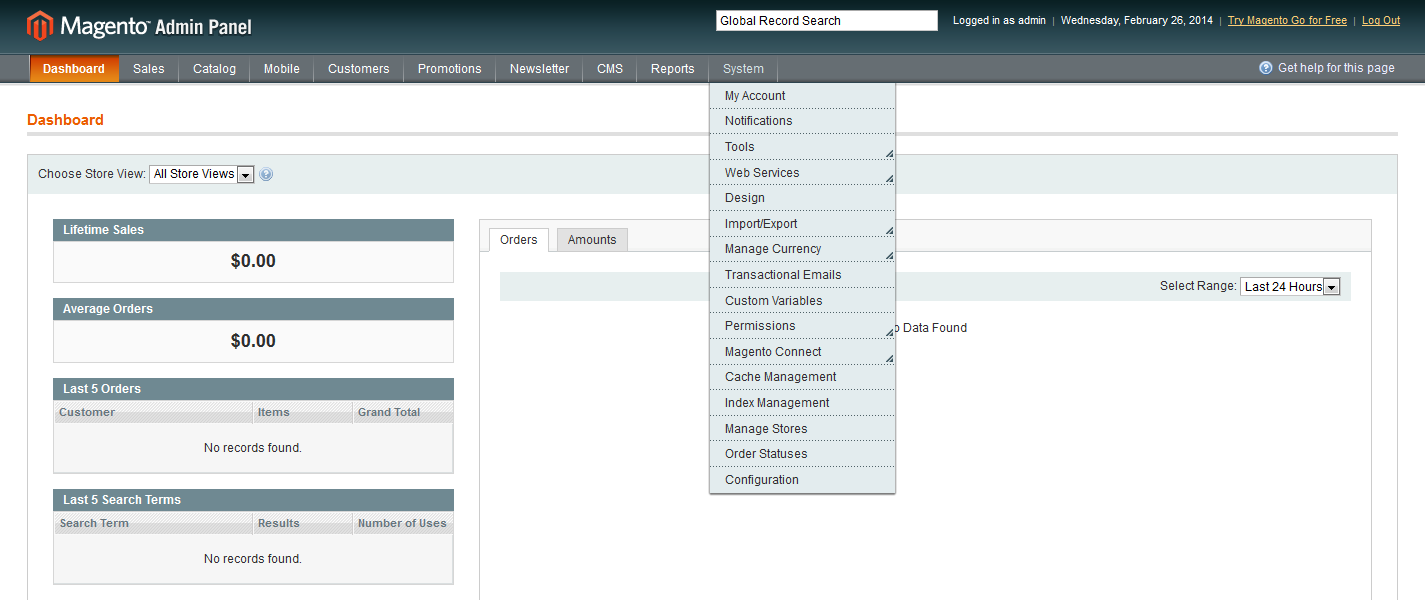 Magento™ Admin Panel
Global Record Search
Logged in as admin | Wednesday, February 26, 2014 | Try Magento Go for Free | Log Out
Dashboard Sales Catalog Mobile Customers Promotions Newsletter CMS Reports System
Get help for this page
My Account
Notifications
Tools
Web Services
Design
Import/Export
Manage Currency
Transactional Emails
Custom Variables
Permissions
Magento Connect
Cache Management
Index Management
Manage Stores
Order Statuses
Configuration
Dashboard
Choose Store View: All Store Views
Lifetime Sales
$0.00
Average Orders
$0.00
Last 5 Orders
Customer Items Grand Total
No records found.
Last 5 Search Terms
Search Term Results Number of Uses
No records found.
Orders Amounts
Select Range: Last 24 Hours
Data Found